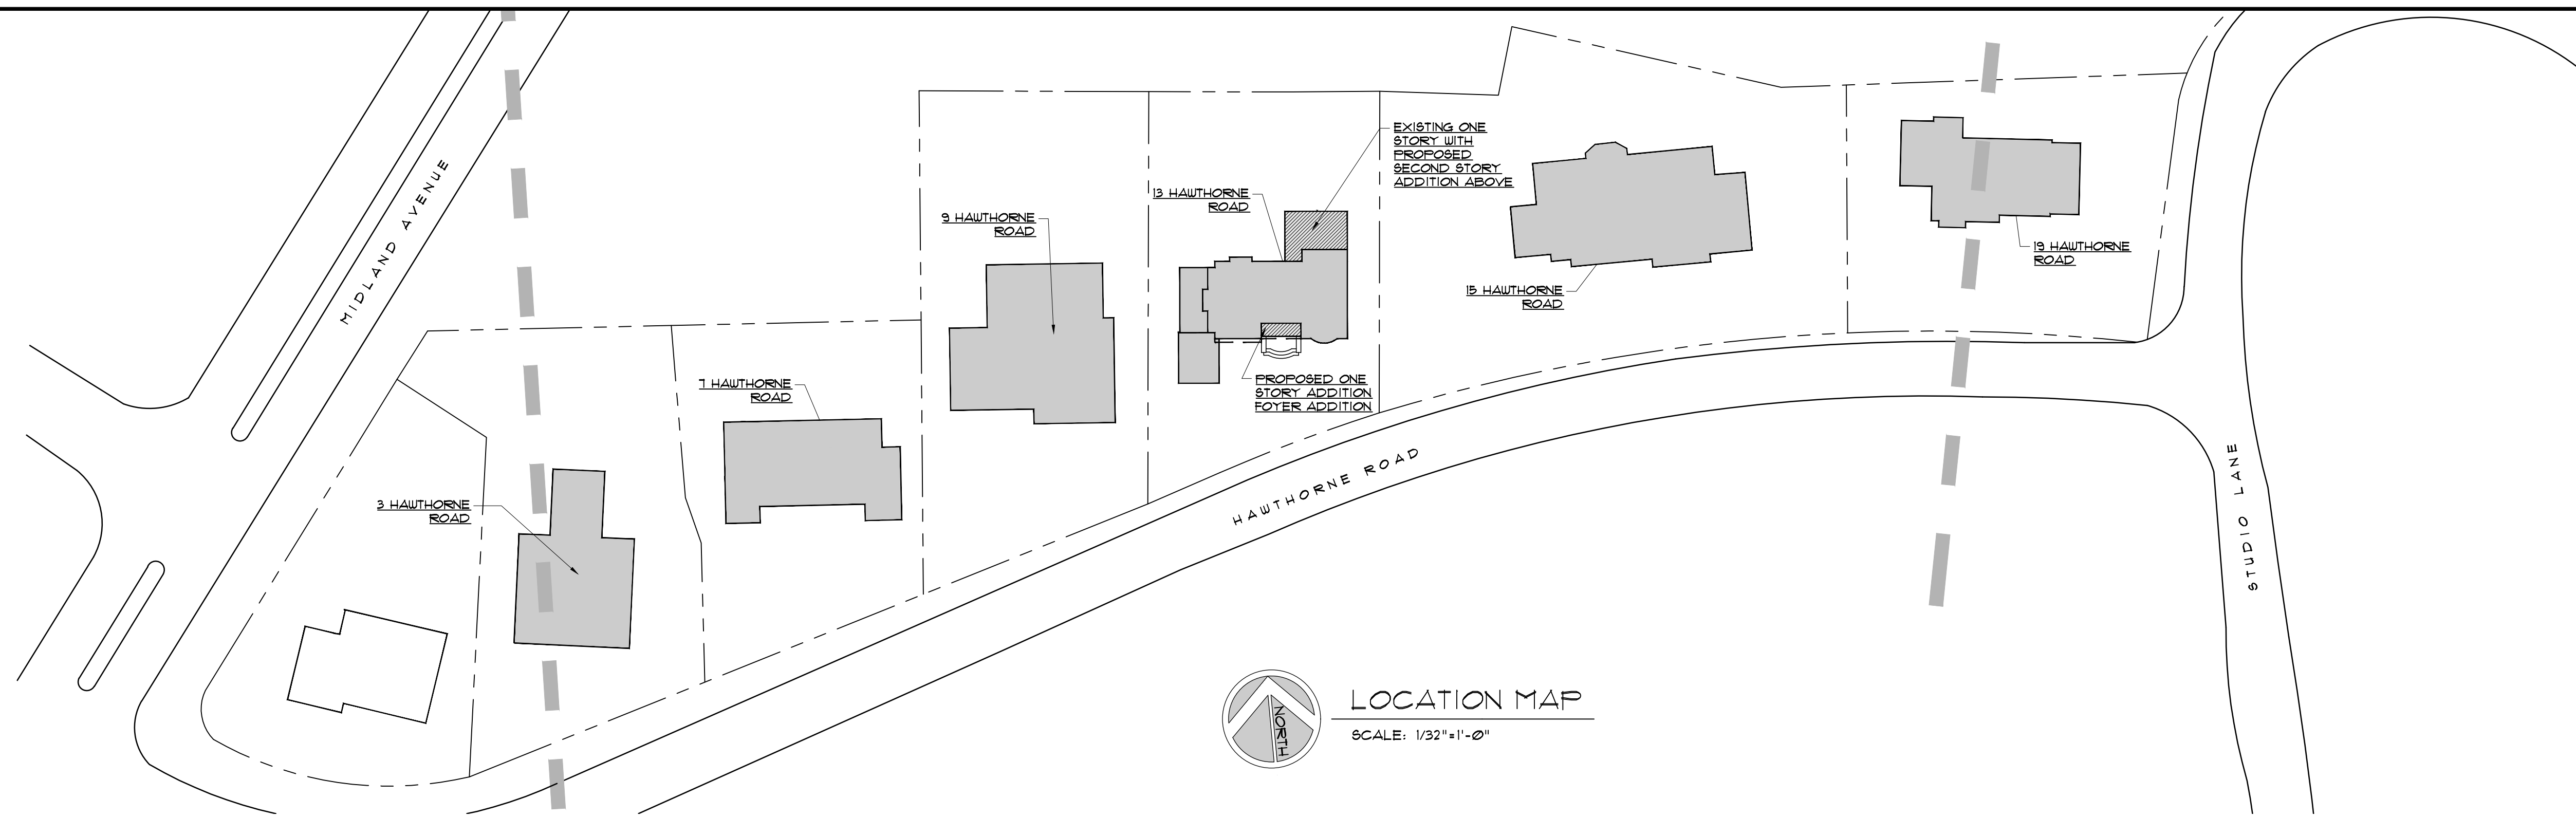 MIDLAND AVENUE
EXISTING ONE
STORY WITH
PROPOSED
SECOND STORY
ADDITION ABOVE
13 HAWTHORNE
ROAD
9 HAWTHORNE
ROAD
19 HAWTHORNE
ROAD
15 HAWTHORNE
ROAD
7 HAWTHORNE
ROAD
PROPOSED ONE
STORY ADDITION
FOYER ADDITION
3 HAWTHORNE
ROAD
HAWTHORNE ROAD
STUDIO LANE
NORTH
LOCATION MAP
SCALE: 1/32"=1'-0"